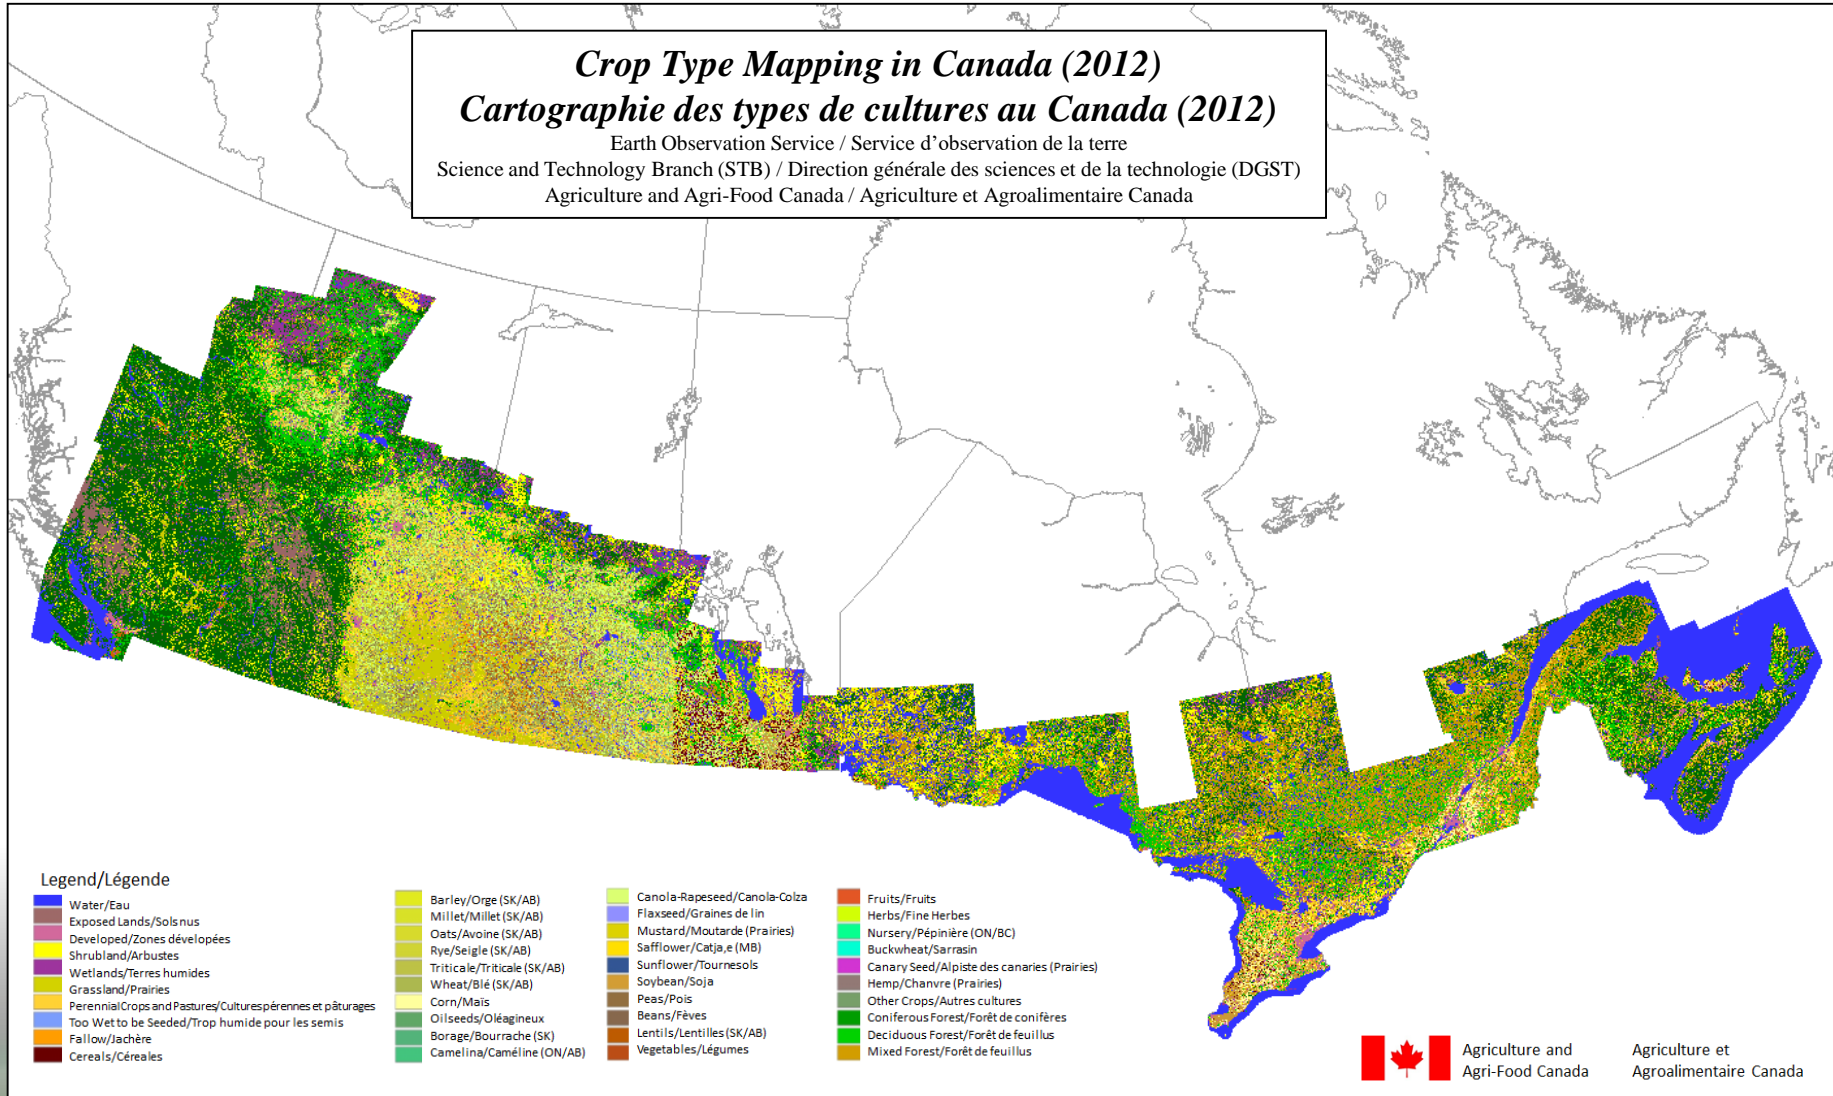 Crop Type Mapping in Canada (2012)
Cartographie des types de cultures au Canada (2012)
Earth Observation Service / Service d'observation de la terre
Science and Technology Branch (STB) / Direction générale des sciences et de la technologie (DGST)
Agriculture and Agri-Food Canada / Agriculture et Agroalimentaire Canada
Legend/Légende
Water/Eau
Exposed Lands/Sols nus
Developed/Zones dévelopées
Shrubland/Arbustes
Wetlands/Terres humides
Grassland/Prairies
Perennial Crops and Pastures/Cultures pérennes et pâturages
Too Wet to be Seeded/Trop humide pour les semis
Fallow/Jachère
Cereals/Céreales
Barley/Orge (SK/AB)
Millet/Millet (SK/AB)
Oats/Avoine (SK/AB)
Rye/Seigle (SK/AB)
Triticale/Triticale (SK/AB)
Wheat/Blé (SK/AB)
Corn/Maïs
Oilseeds/Oléagineux
Borage/Bourrache (SK)
Camelina/Caméline (ON/AB)
Canola-Rapeseed/Canola-Colza
Flaxseed/Graines de lin
Mustard/Moutarde (Prairies)
Safflower/Catja,e (MB)
Sunflower/Tournesols
Soybean/Soja
Peas/Pois
Beans/Fèves
Lentils/Lentilles (SK/AB)
Vegetables/Légumes
Fruits/Fruits
Herbs/Fine Herbes
Nursery/Pépinière (ON/BC)
Buckwheat/Sarrasin
Canary Seed/Alpiste des canaries (Prairies)
Hemp/Chanvre (Prairies)
Other Crops/Autres cultures
Coniferous Forest/Forêt de conifères
Deciduous Forest/Forêt de feuillus
Mixed Forest/Forêt de feuillus
Agriculture and
Agri-Food Canada
Agriculture et
Agroalimentaire Canada